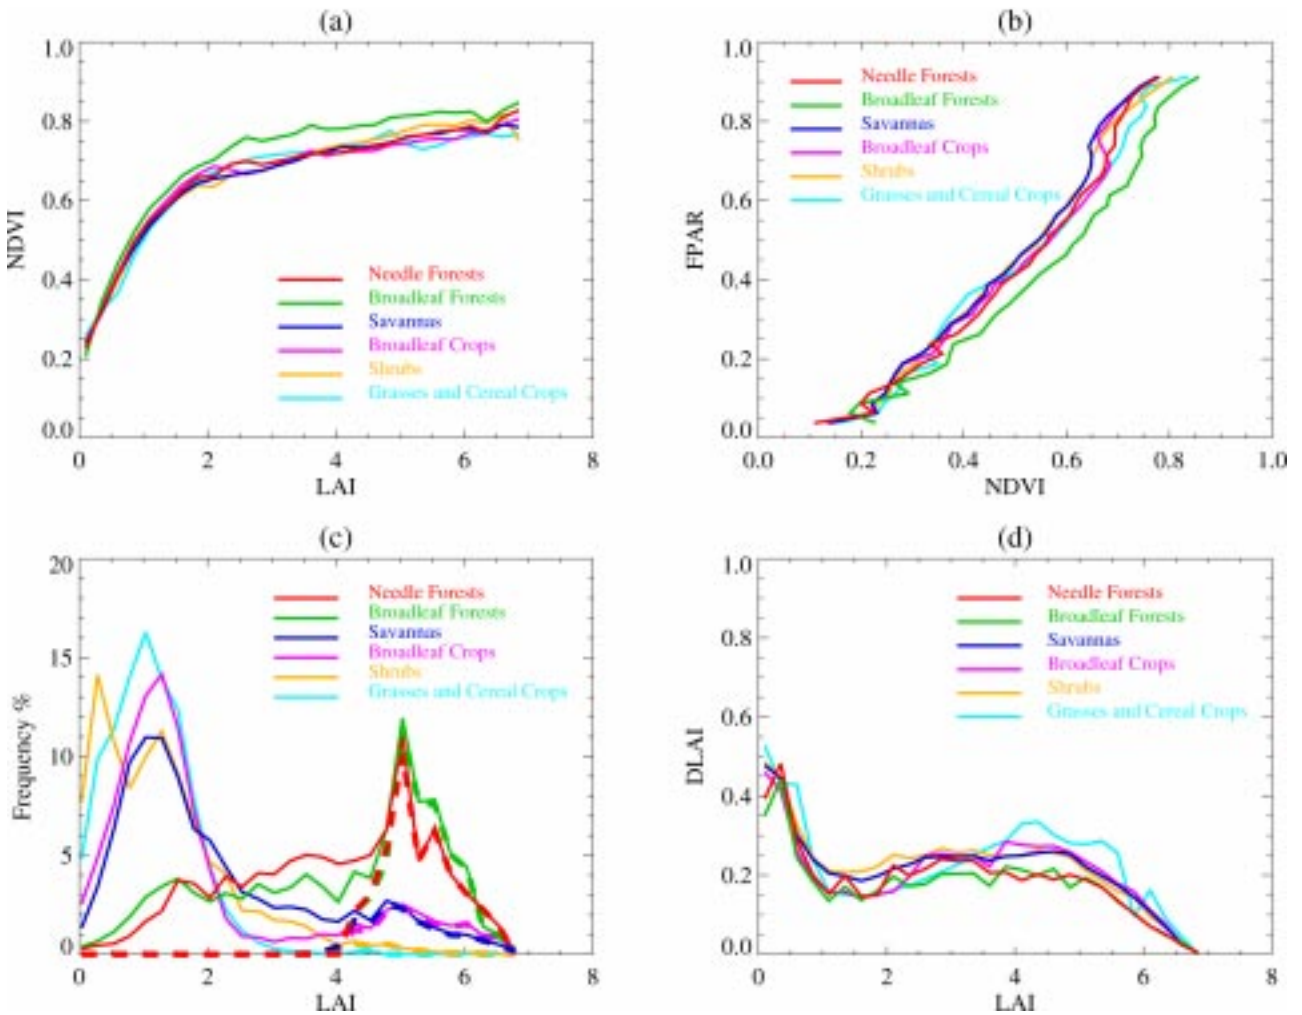 (a)
1.0
0.8
0.6
0.4
0.2
0.0
NDVI
Needle Forests
Broadleaf Forests
Savannas
Broadleaf Crops
Shrubs
Grasses and Cereal Crops
0 2 4 6 8
LAI
(b)
1.0
0.8
0.6
0.4
0.2
0.0
FPAR
Needle Forests
Broadleaf Forests
Savannas
Broadleaf Crops
Shrubs
Grasses and Cereal Crops
0.0 0.2 0.4 0.6 0.8 1.0
NDVI
(c)
20
15
10
5
0
Frequency %
Needle Forests
Broadleaf Forests
Savannas
Broadleaf Crops
Shrubs
Grasses and Cereal Crops
0 2 4 6 8
LAI
(d)
1.0
0.8
0.6
0.4
0.2
0.0
DLAI
Needle Forests
Broadleaf Forests
Savannas
Broadleaf Crops
Shrubs
Grasses and Cereal Crops
0 2 4 6 8
LAI